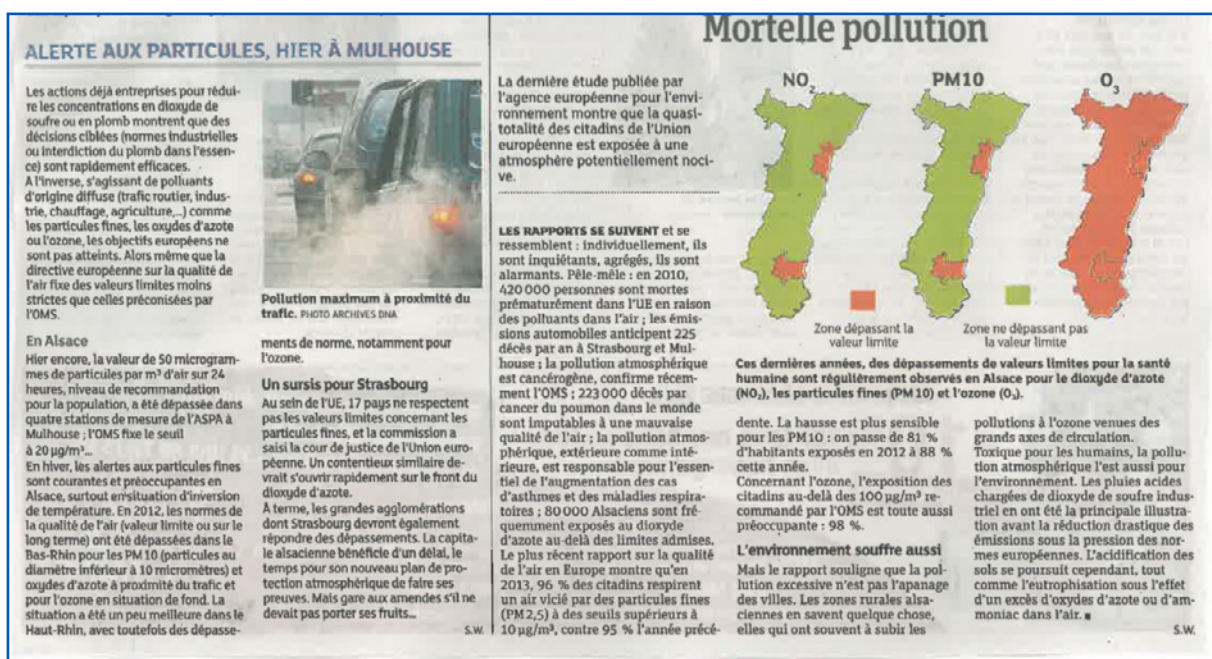 ALERTE AUX PARTICULES, HIER À MULHOUSE
Les actions déjà entreprises pour rédui-
re les concentrations en dioxyde de
soufre ou en plomb montrent que des
décisions ciblées (normes industrielles
ou interdiction du plomb dans l'essen-
ce) sont rapidement efficaces.
A l'inverse, s'agissant de polluants
d'origine diffuse (trafic routier, indus-
trie, chauffage, agriculture,...) comme
les particules fines, les oxydes d'azote
ou l'ozone, les objectifs européens ne
sont pas atteints. Alors même que la
directive européenne sur la qualité de
l'air fixe des valeurs limites moins
strictes que celles préconisées par
l'OMS.
En Alsace
Hier encore, la valeur de 50 microgram-
mes de particules par m³ d'air sur 24
heures, niveau de recommandation
pour la population, a été dépassée dans
quatre stations de mesure de l'ASPA à
Mulhouse ; l'OMS fixe le seuil
à 20 µg/m³...
En hiver, les alertes aux particules fines
sont courantes et préoccupantes en
Alsace, surtout en situation d'inversion
de température. En 2012, les normes de
la qualité de l'air (valeur limite ou sur le
long terme) ont été dépassées dans le
Bas-Rhin pour les PM 10 (particules au
diamètre inférieur à 10 micromètres) et
oxydes d'azote à proximité du trafic et
pour l'ozone en situation de fond. La
situation a été un peu meilleure dans le
Haut-Rhin, avec toutefois des dépasse-
Pollution maximum à proximité du
trafic. PHOTO ARCHIVES DNA
ments de norme, notamment pour
l'ozone.
Un sursis pour Strasbourg
Au sein de l'UE, 17 pays ne respectent
pas les valeurs limites concernant les
particules fines, et la commission a
saisi la cour de justice de l'Union euro-
péenne. Un contentieux similaire de-
vrait s'ouvrir rapidement sur le front du
dioxyde d'azote.
À terme, les grandes agglomérations
dont Strasbourg devront également
répondre des dépassements. La capita-
le alsacienne bénéficie d'un délai, le
temps pour son nouveau plan de pro-
tection atmosphérique de faire ses
preuves. Mais gare aux amendes s'il ne
devait pas porter ses fruits...
S.W.
Mortelle pollution
La dernière étude publiée par
l'agence européenne pour l'envi-
ronnement montre que la quasi-
totalité des citadins de l'Union
européenne est exposée à une
atmosphère potentiellement noci-
ve.
LES RAPPORTS SE SUIVENT et se
ressemblent : individuellement, ils
sont inquiétants, agrégés, ils sont
alarmants. Pêle-mêle : en 2010,
420 000 personnes sont mortes
prématurément dans l'UE en raison
des polluants dans l'air ; les émis-
sions automobiles anticipent 225
décès par an à Strasbourg et Mul-
house ; la pollution atmosphérique
est cancérogène, confirme récem-
ment l'OMS ; 223 000 décès par
cancer du poumon dans le monde
sont imputables à une mauvaise
qualité de l'air ; la pollution atmos-
phérique, extérieure comme inté-
rieure, est responsable pour l'essen-
tiel de l'augmentation des cas
d'asthmes et des maladies respira-
toires ; 80 000 Alsaciens sont fré-
quemment exposés au dioxyde
d'azote au-delà des limites admises.
Le plus récent rapport sur la qualité
de l'air en Europe montre qu'en
2013, 96 % des citadins respirent
un air vicié par des particules fines
(PM 2,5) à des seuils supérieurs à
10 µg/m³, contre 95 % l'année précé-
NO₂
PM10
O₃
Zone dépassant la
valeur limite
Zone ne dépassant pas
la valeur limite
Ces dernières années, des dépassements de valeurs limites pour la santé
humaine sont régulièrement observés en Alsace pour le dioxyde d'azote
(NO₂), les particules fines (PM 10) et l'ozone (O₃).
dente. La hausse est plus sensible
pour les PM 10 : on passe de 81 %
d'habitants exposés en 2012 à 88 %
cette année.
Concernant l'ozone, l'exposition des
citadins au-delà des 100 µg/m³ re-
commandé par l'OMS est toute aussi
préoccupante : 98 %.
L'environnement souffre aussi
Mais le rapport souligne que la pol-
lution excessive n'est pas l'apanage
des villes. Les zones rurales alsa-
ciennes en savent quelque chose,
elles qui ont souvent à subir les
pollutions à l'ozone venues des
grands axes de circulation.
Toxique pour les humains, la pollu-
tion atmosphérique l'est aussi pour
l'environnement. Les pluies acides
chargées de dioxyde de soufre indus-
triel en ont été la principale illustra-
tion avant la réduction drastique des
émissions sous la pression des nor-
mes européennes. L'acidification des
sols se poursuit cependant, tout
comme l'eutrophisation sous l'effet
d'un excès d'oxydes d'azote ou d'am-
moniac dans l'air. ■
S.W.